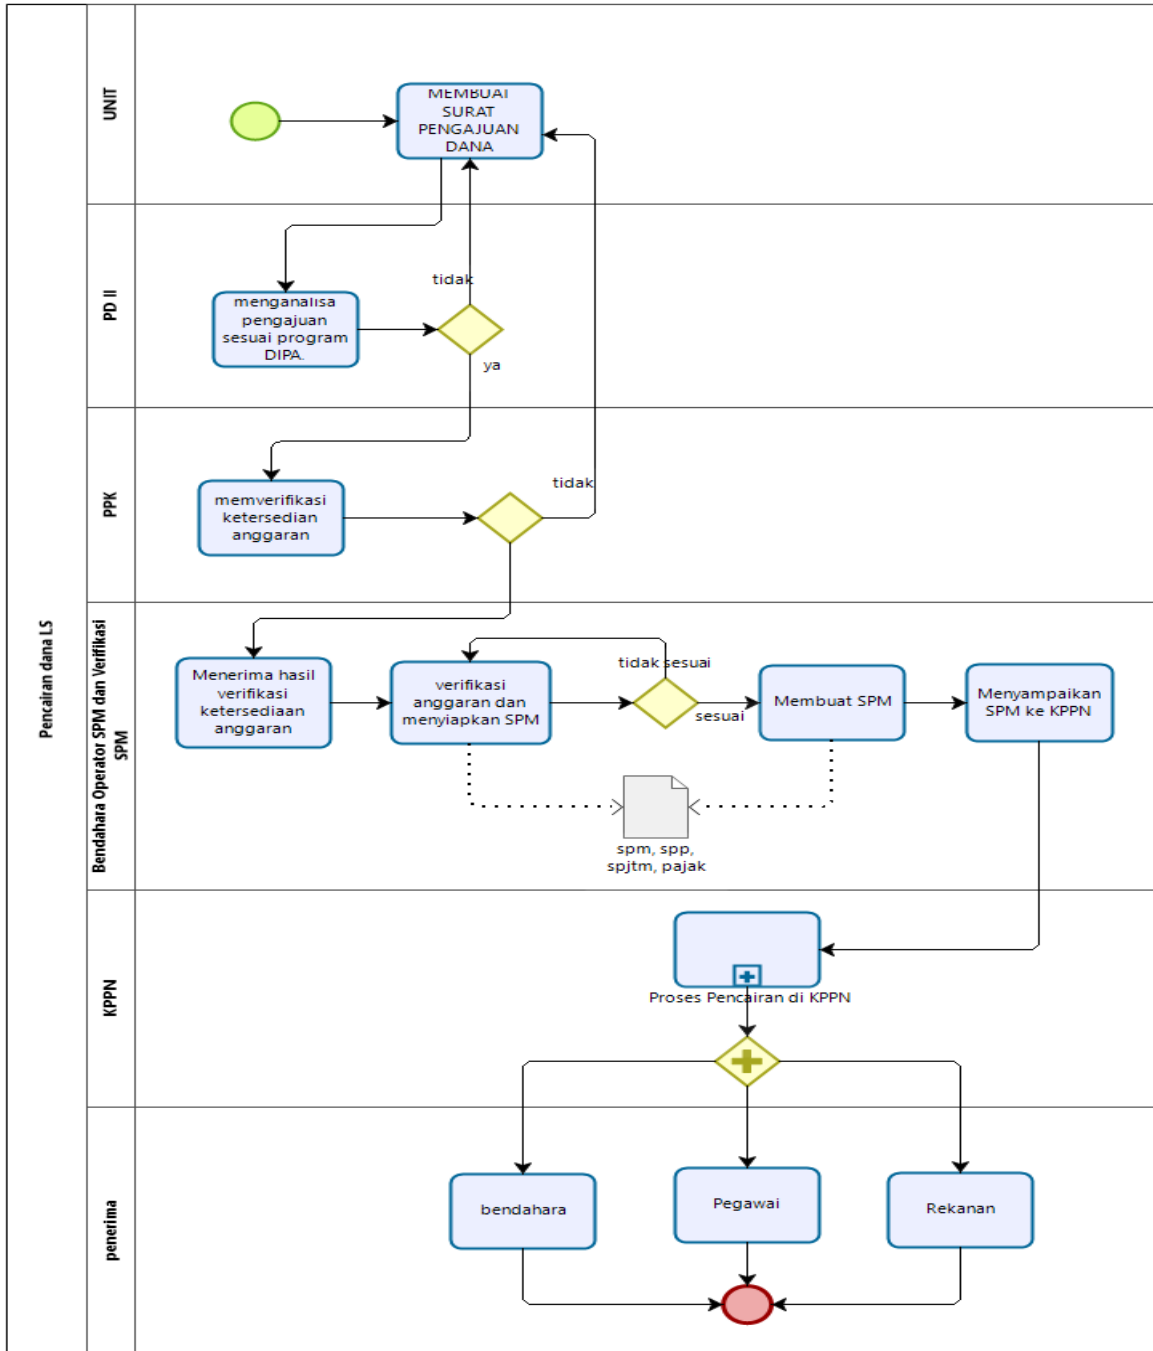 Pencairan dana LS
UNIT
MEMBUAT
SURAT
PENGAJUAN
DANA
PD II
tidak
menganalisa
pengajuan
sesuai program
DIPA.
ya
PPK
tidak
memverifikasi
ketersedian
anggaran
Bendahara Operator SPM dan Verifikasi
SPM
Menerima hasil
verifikasi
ketersediaan
anggaran
verifikasi
anggaran dan
menyiapkan SPM
tidak sesuai
sesuai
Membuat SPM
Menyampaikan
SPM ke KPPN
spm, spp,
spjtm, pajak
KPPN
Proses Pencairan di KPPN
penerima
bendahara
Pegawai
Rekanan